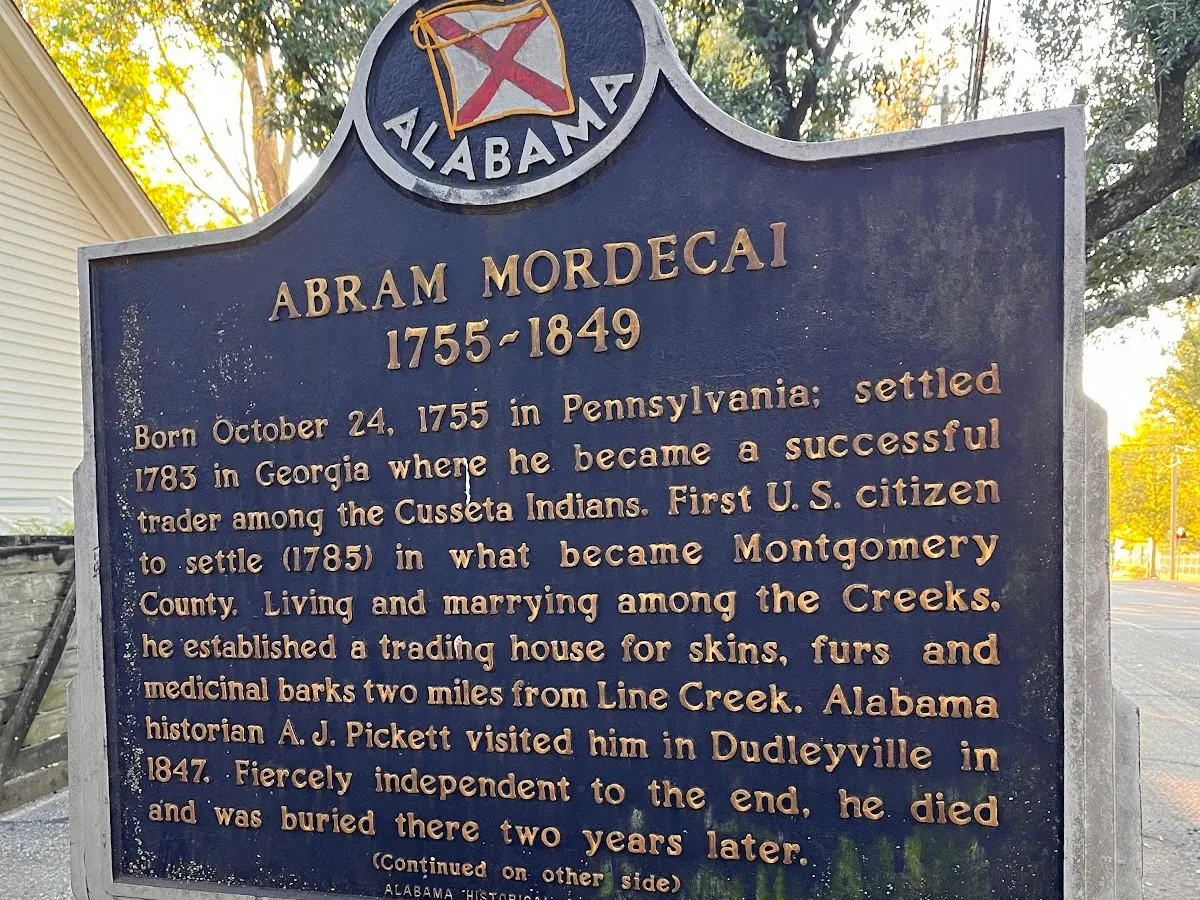 ALABAMA
ABRAM MORDECAI
1755-1849
Born October 24, 1755 in Pennsylvania; settled
1783 in Georgia where he became a successful
trader among the Cusseta Indians. First U. S. citizen
to settle (1785) in what became Montgomery
County. Living and marrying among the Creeks,
he established a trading house for skins, furs and
medicinal barks two miles from Line Creek. Alabama
historian A. J. Pickett visited him in Dudleyville in
1847. Fiercely independent to the end, he died
and was buried there two years later.
(Continued on other side)
ALABAMA HISTORICAL